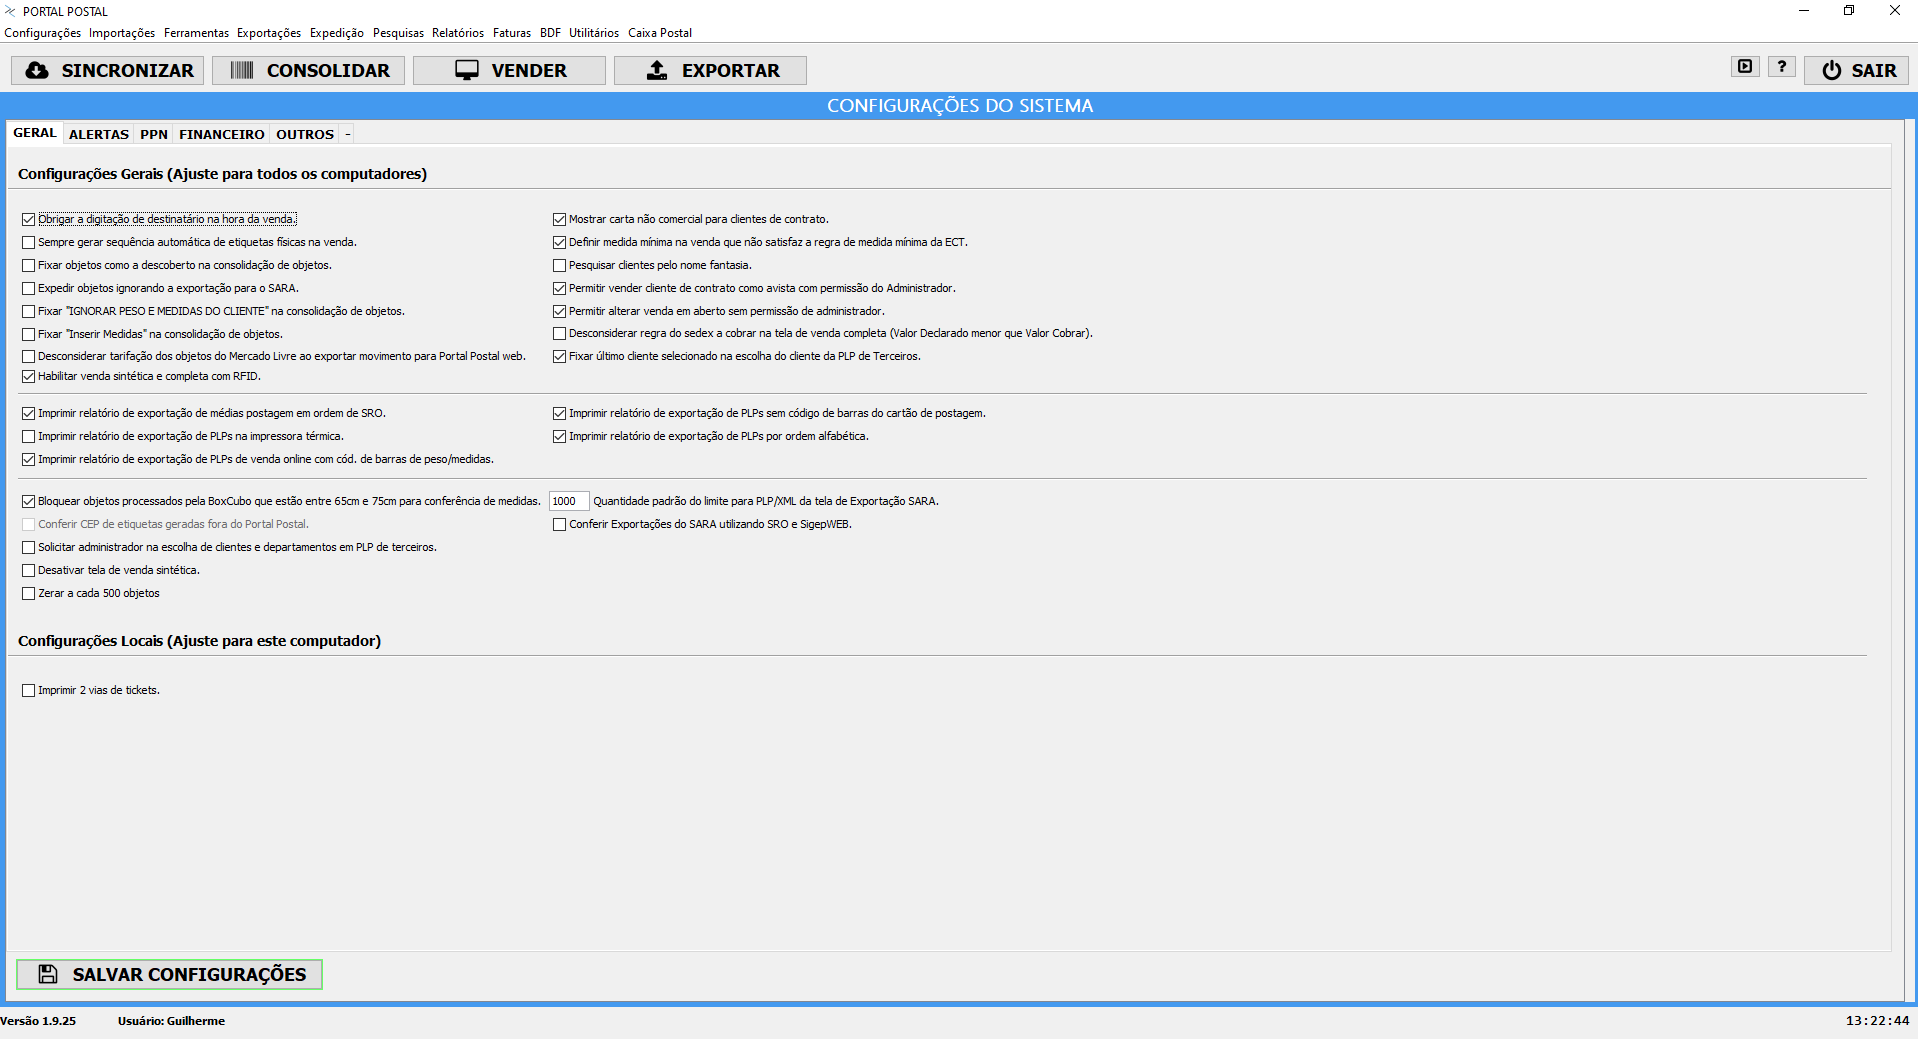 PORTAL POSTAL
Configurações Importações Ferramentas Exportações Expedição Pesquisas Relatórios Faturas BDF Utilitários Caixa Postal
SINCRONIZAR CONSOLIDAR VENDER EXPORTAR ? SAIR
CONFIGURAÇÕES DO SISTEMA
GERAL ALERTAS PPN FINANCEIRO OUTROS -
Configurações Gerais (Ajuste para todos os computadores)
Obrigar a digitação de destinatário na hora da venda.
Sempre gerar sequência automática de etiquetas físicas na venda.
Fixar objetos como a descoberto na consolidação de objetos.
Expedir objetos ignorando a exportação para o SARA.
Fixar "IGNORAR PESO E MEDIDAS DO CLIENTE" na consolidação de objetos.
Fixar "Inserir Medidas" na consolidação de objetos.
Desconsiderar tarifação dos objetos do Mercado Livre ao exportar movimento para Portal Postal web.
Habilitar venda sintética e completa com RFID.
Mostrar carta não comercial para clientes de contrato.
Definir medida mínima na venda que não satisfaz a regra de medida mínima da ECT.
Pesquisar clientes pelo nome fantasia.
Permitir vender cliente de contrato como avista com permissão do Administrador.
Permitir alterar venda em aberto sem permissão de administrador.
Desconsiderar regra do sedex a cobrar na tela de venda completa (Valor Declarado menor que Valor Cobrar).
Fixar último cliente selecionado na escolha do cliente da PLP de Terceiros.
Imprimir relatório de exportação de médias postagem em ordem de SRO.
Imprimir relatório de exportação de PLPs na impressora térmica.
Imprimir relatório de exportação de PLPs de venda online com cód. de barras de peso/medidas.
Imprimir relatório de exportação de PLPs sem código de barras do cartão de postagem.
Imprimir relatório de exportação de PLPs por ordem alfabética.
Bloquear objetos processados pela BoxCubo que estão entre 65cm e 75cm para conferência de medidas.
Conferir CEP de etiquetas geradas fora do Portal Postal.
Solicitar administrador na escolha de clientes e departamentos em PLP de terceiros.
Desativar tela de venda sintética.
Zerar a cada 500 objetos
1000 Quantidade padrão do limite para PLP/XML da tela de Exportação SARA.
Conferir Exportações do SARA utilizando SRO e SigepWEB.
Configurações Locais (Ajuste para este computador)
Imprimir 2 vias de tickets.
SALVAR CONFIGURAÇÕES
Versão 1.9.25 Usuário: Guilherme 13:22:44